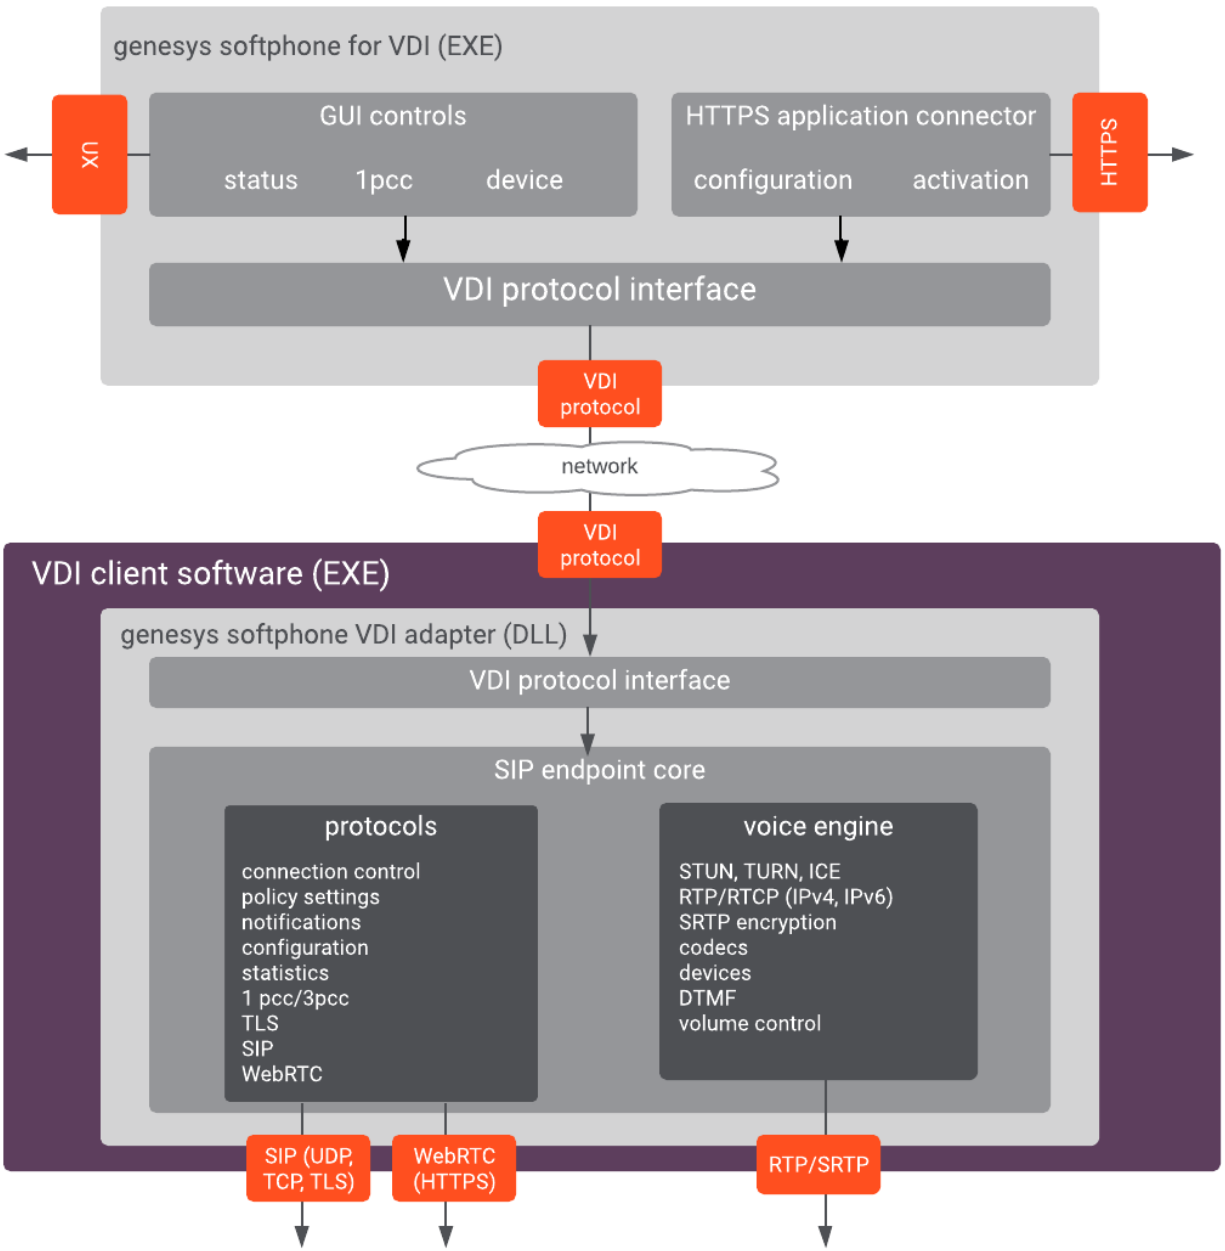 genesys softphone for VDI (EXE)
GUI controls
status 1pcc device
HTTPS application connector
configuration activation
UX
HTTPS
VDI protocol interface
VDI
protocol
network
VDI
protocol
VDI client software (EXE)
genesys softphone VDI adapter (DLL)
VDI protocol interface
SIP endpoint core
protocols
connection control
policy settings
notifications
configuration
statistics
1 pcc/3pcc
TLS
SIP
WebRTC
voice engine
STUN, TURN, ICE
RTP/RTCP (IPv4, IPv6)
SRTP encryption
codecs
devices
DTMF
volume control
SIP (UDP,
TCP, TLS)
WebRTC
(HTTPS)
RTP/SRTP